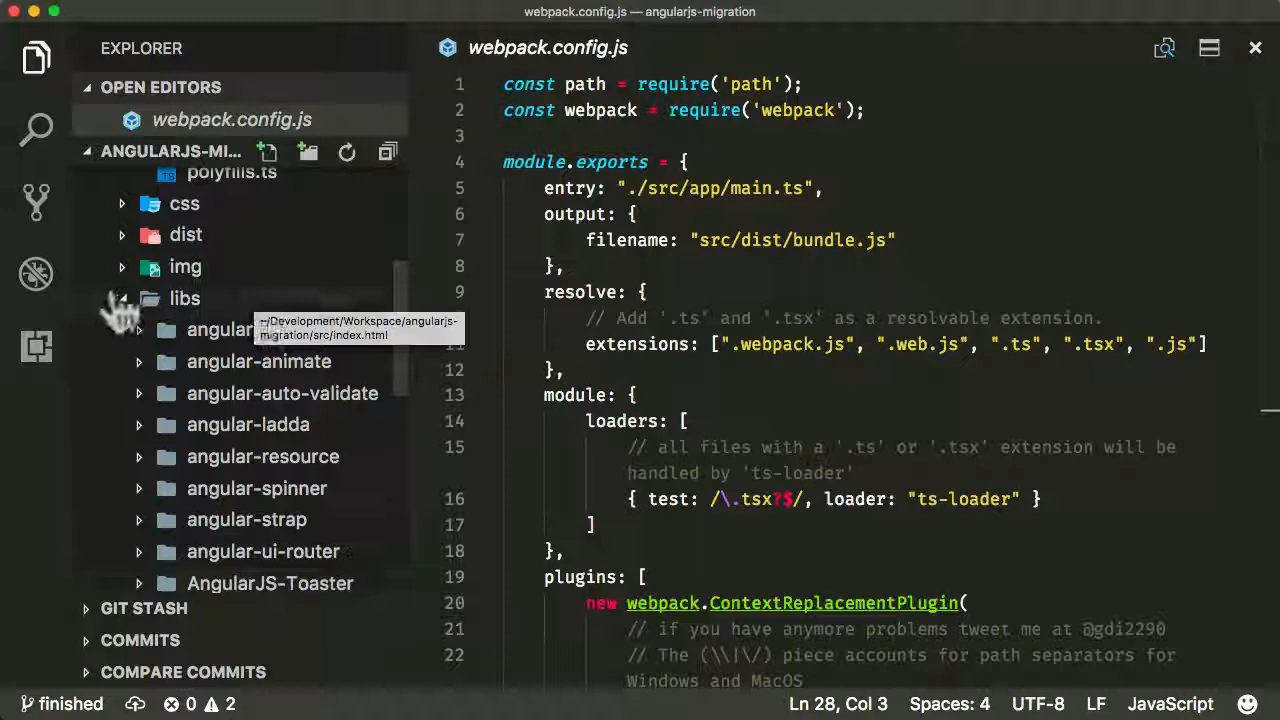 webpack.config.js — angularjs-migration
EXPLORER
OPEN EDITORS
webpack.config.js
ANGULARJS-MI...
polyfills.ts
css
dist
img
libs
angular
~/Development/Workspace/angularjs-
migration/src/index.html
angular-animate
angular-auto-validate
angular-ladda
angular-resource
angular-spinner
angular-strap
angular-ui-router
AngularJS-Toaster
GIT STASH
COMMITS
COMPARE COMMITS
webpack.config.js
1 const path = require('path');
2 const webpack = require('webpack');
3
4 module.exports = {
5 entry: "./src/app/main.ts",
6 output: {
7 filename: "src/dist/bundle.js"
8 },
9 resolve: {
// Add '.ts' and '.tsx' as a resolvable extension.
11 extensions: [".webpack.js", ".web.js", ".ts", ".tsx", ".js"]
12 },
13 module: {
14 loaders: [
15 // all files with a '.ts' or '.tsx' extension will be
handled by 'ts-loader'
16 { test: /\.tsx?$/, loader: "ts-loader" }
17 ]
18 },
19 plugins: [
20 new webpack.ContextReplacementPlugin(
21 // if you have anymore problems tweet me at @gdi2290
22 // The (\\|\/) piece accounts for path separators for
Windows and MacOS
finished 0 2
Ln 28, Col 3 Spaces: 4 UTF-8 LF JavaScript